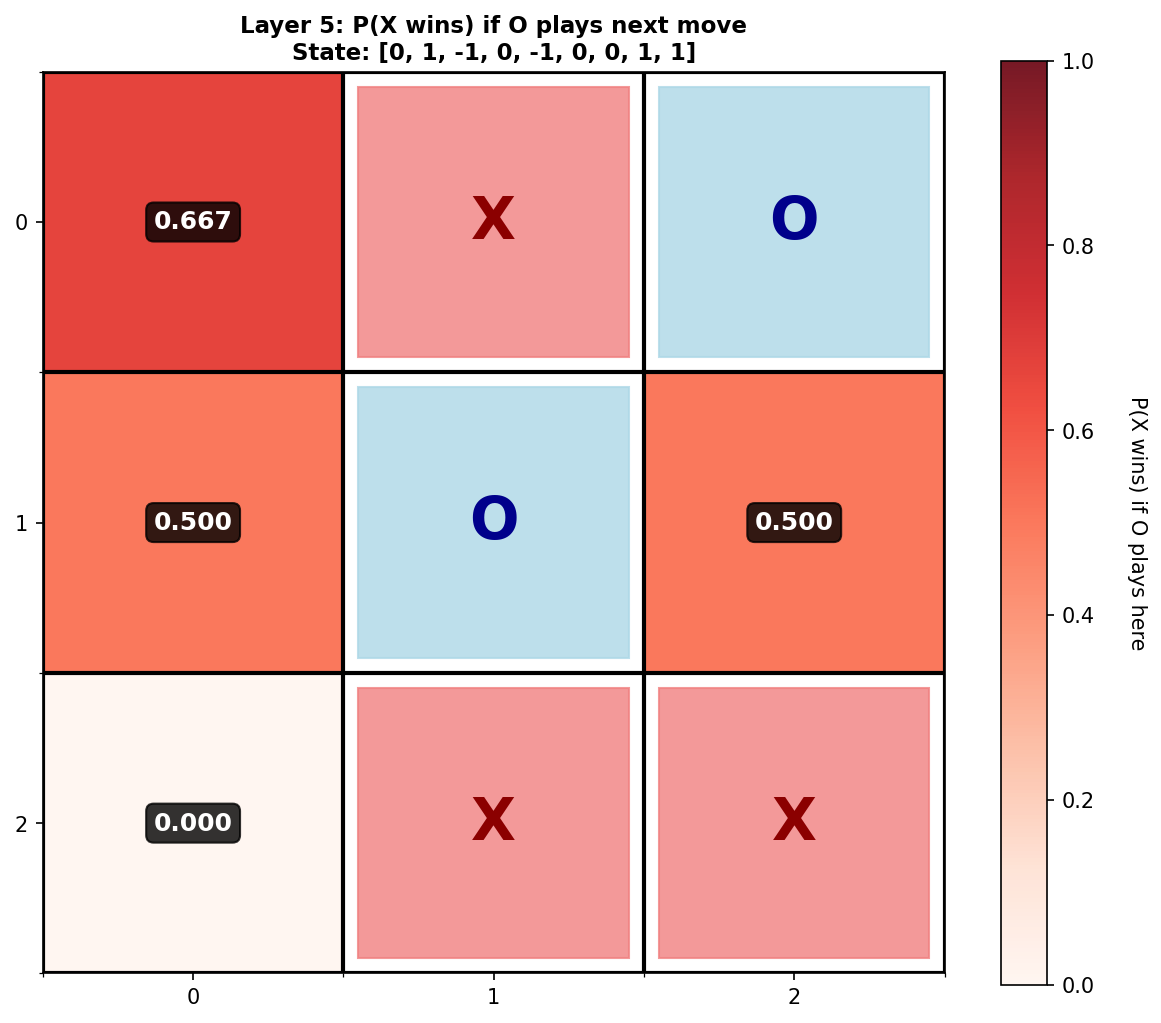 Layer 5: P(X wins) if O plays next move
State: [0, 1, -1, 0, -1, 0, 0, 1, 1]
0
0.667
X
O
1
0.500
O
0.500
2
0.000
X
X
0
1
2
1.0
0.8
0.6
0.4
0.2
0.0
P(X wins) if O plays here